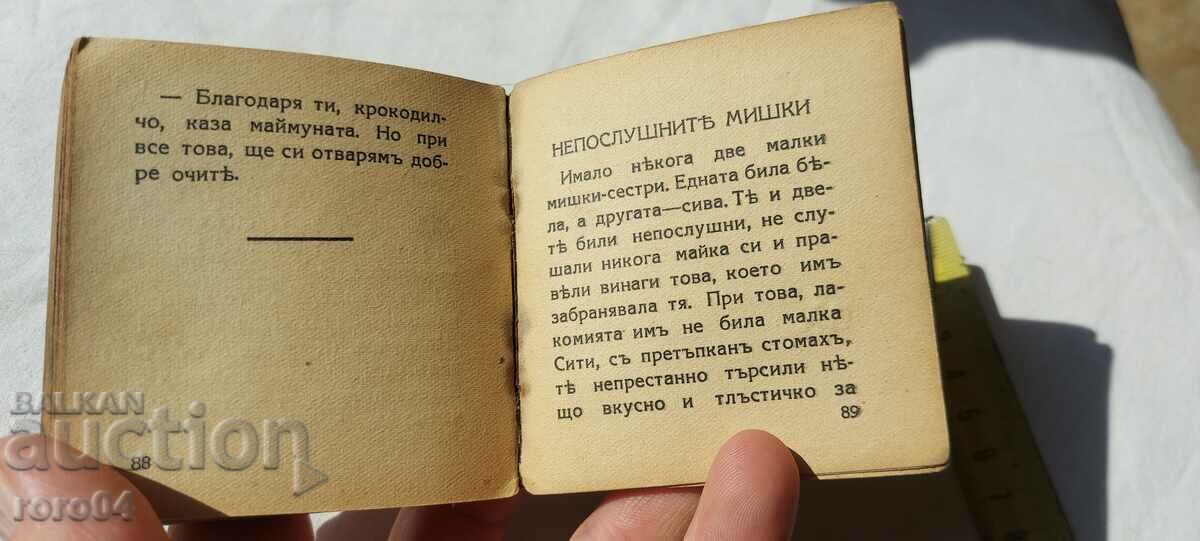 — Благодаря ти, крокодил-
чо, каза маймуната. Но при
все това, ще си отварямъ доб-
ре очитѣ.
88
НЕПОСЛУШНИТѢ МИШКИ
Имало нѣкога две малки
мишки-сестри. Едната била бѣ-
ла, а другата—сива. Тѣ и две-
тѣ били непослушни, не слу-
шали никога майка си и пра-
вѣли винаги това, което имъ
забранявала тя. При това, ла-
комията имъ не била малка
Сити, съ претъпканъ стомахъ,
тѣ непрестанно търсили нѣ-
що вкусно и тлъстичко за
89
BALKAN
auction
roro04